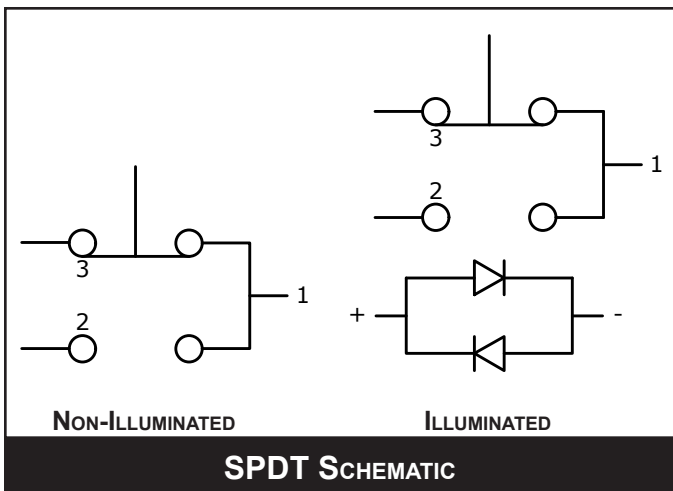 3
2
1
NON-ILLUMINATED
3
2
1
+ -
ILLUMINATED
SPDT SCHEMATIC